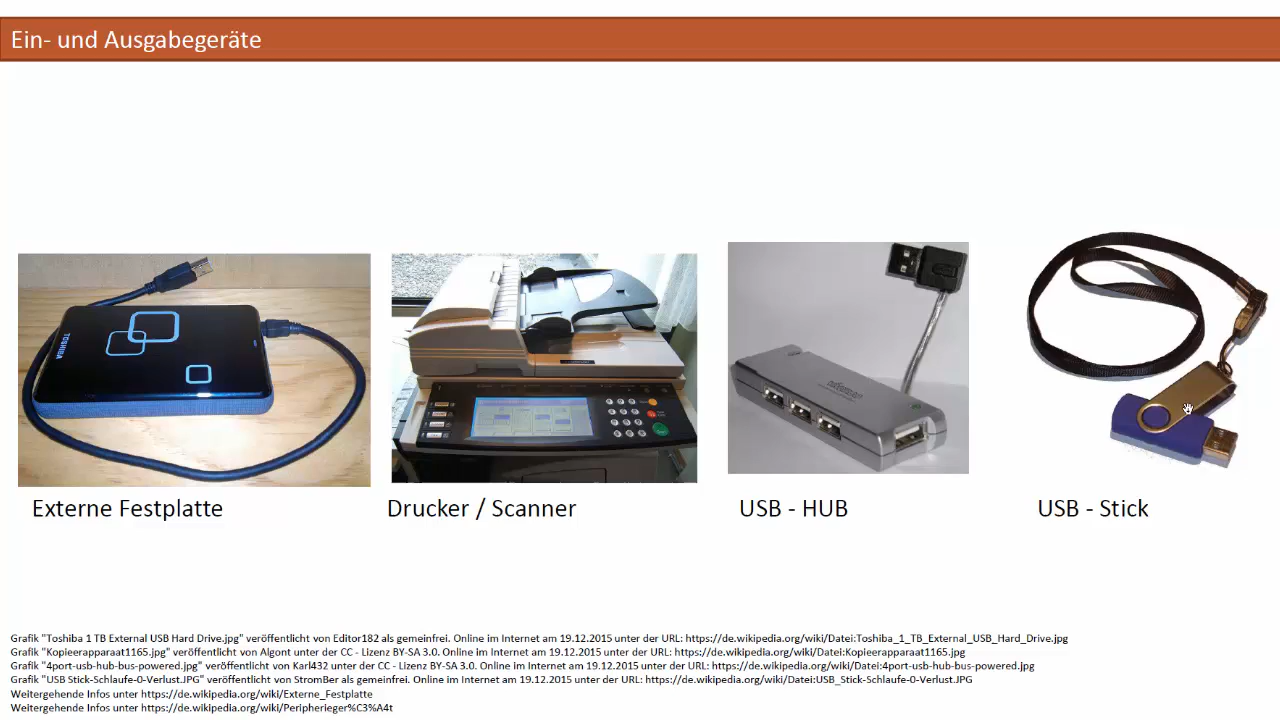 Ein- und Ausgabegeräte
TOSHIBA
Externe Festplatte
Drucker / Scanner
USB - HUB
USB - Stick
Grafik "Toshiba 1 TB External USB Hard Drive.jpg" veröffentlicht von Editor182 als gemeinfrei. Online im Internet am 19.12.2015 unter der URL: https://de.wikipedia.org/wiki/Datei:Toshiba_1_TB_External_USB_Hard_Drive.jpg
Grafik "Kopieerapparaat1165.jpg" veröffentlicht von Algont unter der CC - Lizenz BY-SA 3.0. Online im Internet am 19.12.2015 unter der URL: https://de.wikipedia.org/wiki/Datei:Kopieerapparaat1165.jpg
Grafik "4port-usb-hub-bus-powered.jpg" veröffentlicht von Karl432 unter der CC - Lizenz BY-SA 3.0. Online im Internet am 19.12.2015 unter der URL: https://de.wikipedia.org/wiki/Datei:4port-usb-hub-bus-powered.jpg
Grafik "USB Stick-Schlaufe-0-Verlust.JPG" veröffentlicht von StromBer als gemeinfrei. Online im Internet am 19.12.2015 unter der URL: https://de.wikipedia.org/wiki/Datei:USB_Stick-Schlaufe-0-Verlust.JPG
Weitergehende Infos unter https://de.wikipedia.org/wiki/Externe_Festplatte
Weitergehende Infos unter https://de.wikipedia.org/wiki/Peripherieger%C3%A4t